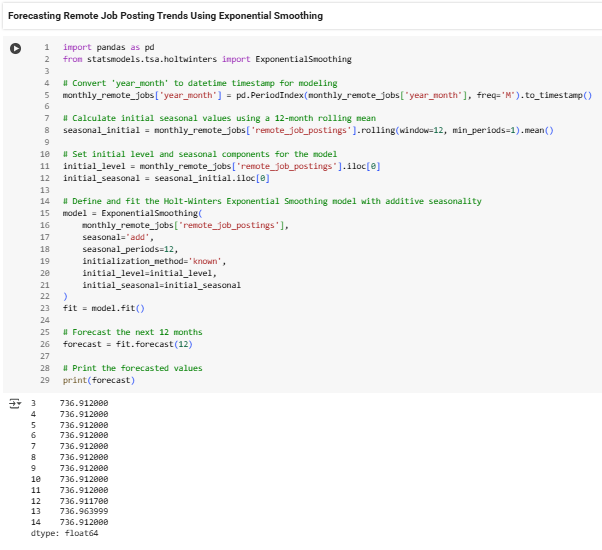 Forecasting Remote Job Posting Trends Using Exponential Smoothing
1 import pandas as pd
2 from statsmodels.tsa.holtwinters import ExponentialSmoothing
3
4 # Convert 'year_month' to datetime timestamp for modeling
5 monthly_remote_jobs['year_month'] = pd.PeriodIndex(monthly_remote_jobs['year_month'], freq='M').to_timestamp()
6
7 # Calculate initial seasonal values using a 12-month rolling mean
8 seasonal_initial = monthly_remote_jobs['remote_job_postings'].rolling(window=12, min_periods=1).mean()
9
10 # Set initial level and seasonal components for the model
11 initial_level = monthly_remote_jobs['remote_job_postings'].iloc[0]
12 initial_seasonal = seasonal_initial.iloc[0]
13
14 # Define and fit the Holt-Winters Exponential Smoothing model with additive seasonality
15 model = ExponentialSmoothing(
16     monthly_remote_jobs['remote_job_postings'],
17     seasonal='add',
18     seasonal_periods=12,
19     initialization_method='known',
20     initial_level=initial_level,
21     initial_seasonal=initial_seasonal
22 )
23 fit = model.fit()
24
25 # Forecast the next 12 months
26 forecast = fit.forecast(12)
27
28 # Print the forecasted values
29 print(forecast)
3 736.912000
4 736.912000
5 736.912000
6 736.912000
7 736.912000
8 736.912000
9 736.912000
10 736.912000
11 736.912000
12 736.911700
13 736.963999
14 736.912000
dtype: float64